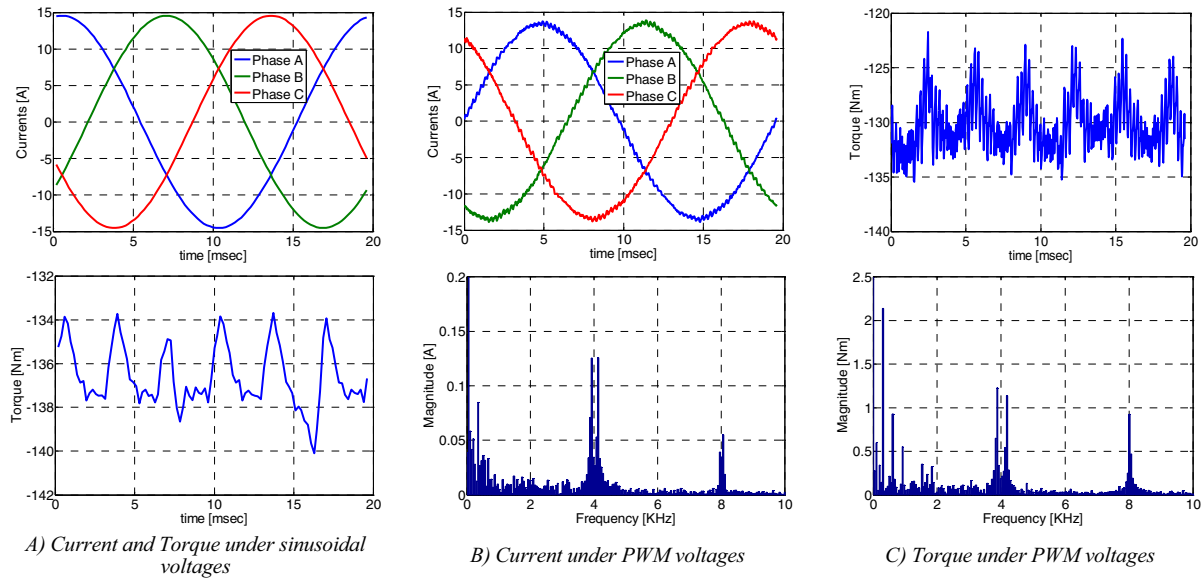 15
10
5
0
-5
-10
-15
0 5 10 15 20
Currents [A]
time [msec]
Phase A
Phase B
Phase C
15
10
5
0
-5
-10
-15
0 5 10 15 20
Currents [A]
time [msec]
Phase A
Phase B
Phase C
-120
-125
-130
-135
-140
0 5 10 15 20
Torque [Nm]
time [msec]
-132
-134
-136
-138
-140
-142
0 5 10 15 20
Torque [Nm]
time [msec]
0.2
0.15
0.1
0.05
0
0 2 4 6 8 10
Magnitude [A]
Frequency [KHz]
2.5
2
1.5
1
0.5
0
0 2 4 6 8 10
Magnitude [Nm]
Frequency [KHz]
A) Current and Torque under sinusoidal
voltages
B) Current under PWM voltages
C) Torque under PWM voltages